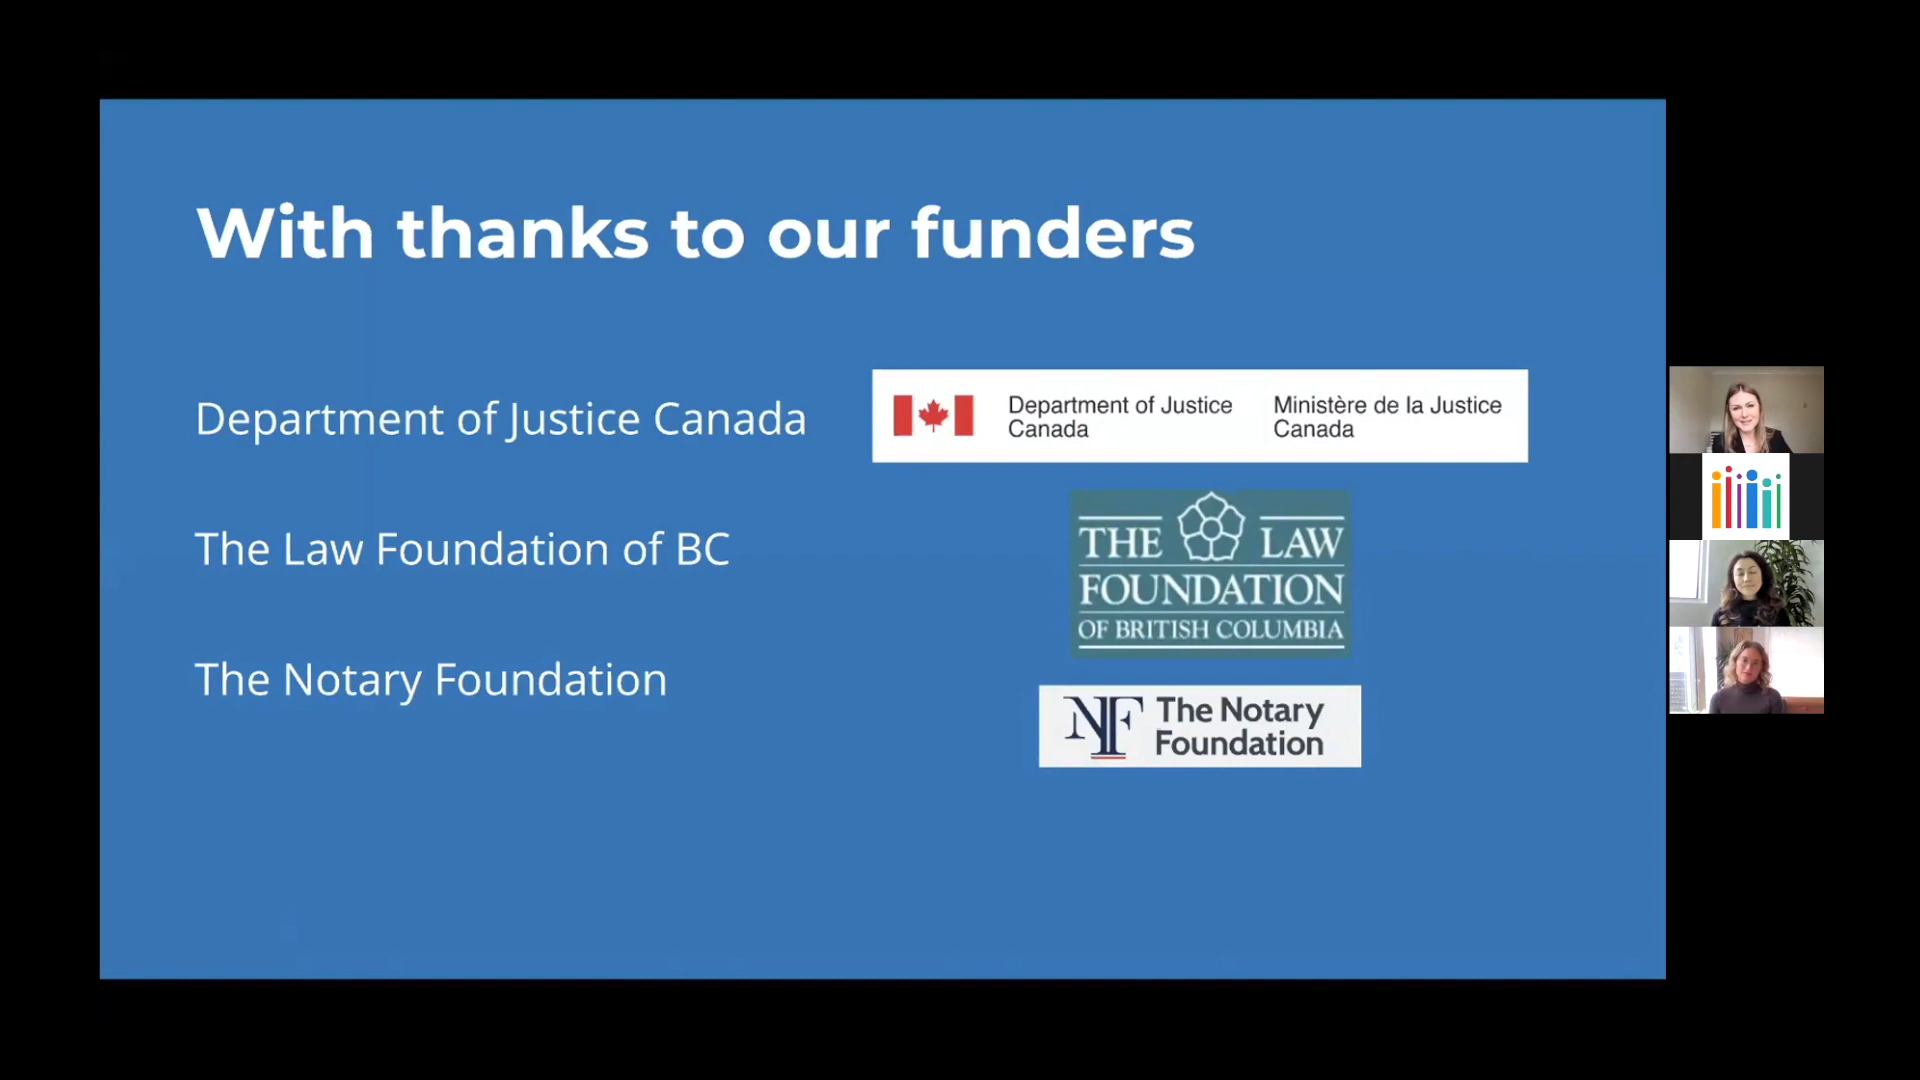 With thanks to our funders
Department of Justice Canada
Department of Justice
Canada
Ministère de la Justice
Canada
The Law Foundation of BC
THE LAW
FOUNDATION
OF BRITISH COLUMBIA
The Notary Foundation
NF
The Notary
Foundation